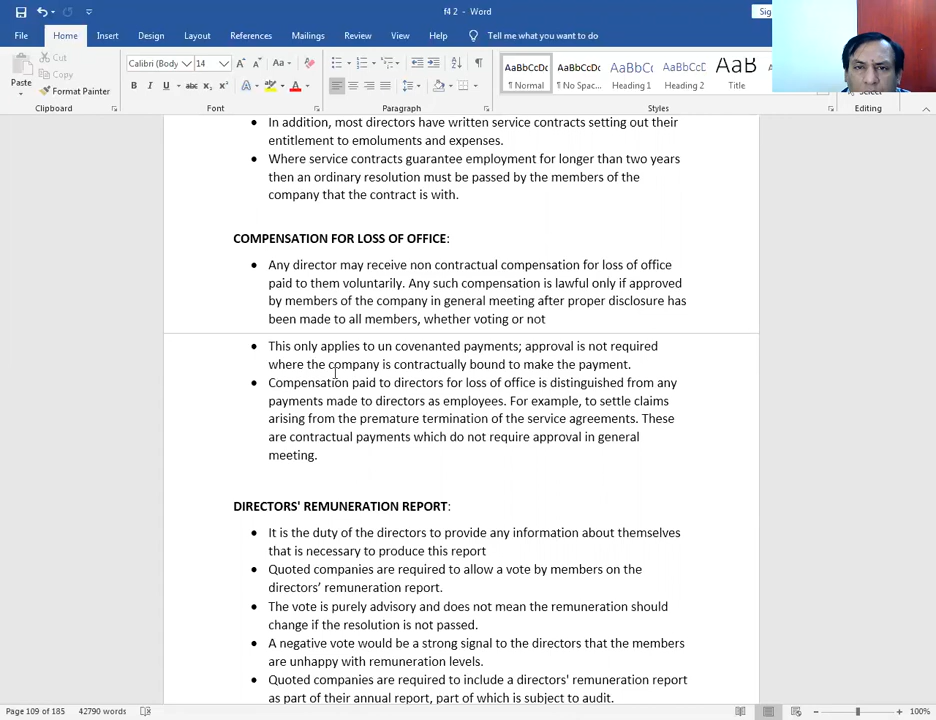 f4 2 - Word
Sig
File Home Insert Design Layout References Mailings Review View Help Tell me what you want to do
Paste
Cut
Copy
Format Painter
Clipboard
Calibri (Body 14 Aa
B I U abc x₂ x² A A
Font
Paragraph
AaBbCcDc AaBbCcDc AaBbCc AaBbCcD AaB
¶ Normal ¶ No Spac... Heading 1 Heading 2 Title
Styles
Select
Editing
• In addition, most directors have written service contracts setting out their
entitlement to emoluments and expenses.
• Where service contracts guarantee employment for longer than two years
then an ordinary resolution must be passed by the members of the
company that the contract is with.
COMPENSATION FOR LOSS OF OFFICE:
• Any director may receive non contractual compensation for loss of office
paid to them voluntarily. Any such compensation is lawful only if approved
by members of the company in general meeting after proper disclosure has
been made to all members, whether voting or not
• This only applies to un covenanted payments; approval is not required
where the company is contractually bound to make the payment.
• Compensation paid to directors for loss of office is distinguished from any
payments made to directors as employees. For example, to settle claims
arising from the premature termination of the service agreements. These
are contractual payments which do not require approval in general
meeting.
DIRECTORS' REMUNERATION REPORT:
• It is the duty of the directors to provide any information about themselves
that is necessary to produce this report
• Quoted companies are required to allow a vote by members on the
directors’ remuneration report.
• The vote is purely advisory and does not mean the remuneration should
change if the resolution is not passed.
• A negative vote would be a strong signal to the directors that the members
are unhappy with remuneration levels.
• Quoted companies are required to include a directors' remuneration report
as part of their annual report, part of which is subject to audit.
Page 109 of 185 42790 words 100%